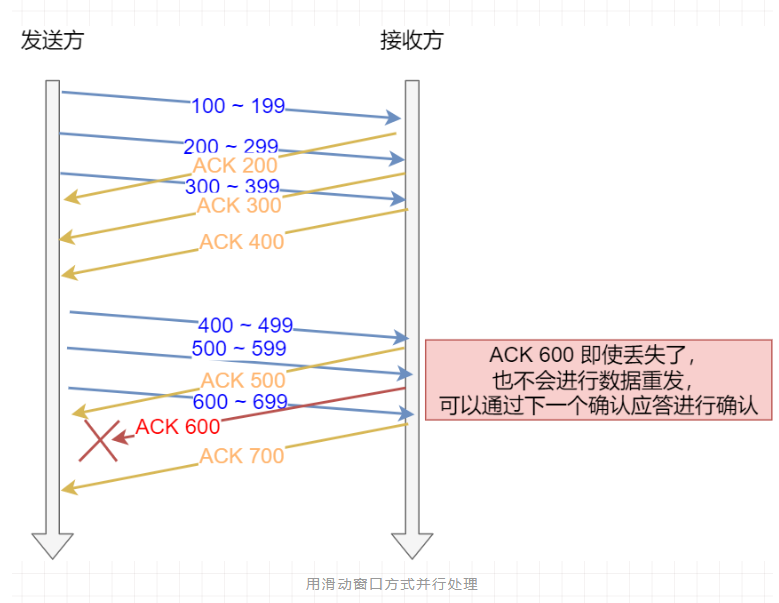 发送方
接收方
100 ~ 199
200 ~ 299
ACK 200
300 ~ 399
ACK 300
ACK 400
400 ~ 499
500 ~ 599
ACK 500
600 ~ 699
ACK 600
ACK 700
ACK 600 即使丢失了，
也不会进行数据重发，
可以通过下一个确认应答进行确认
用滑动窗口方式并行处理